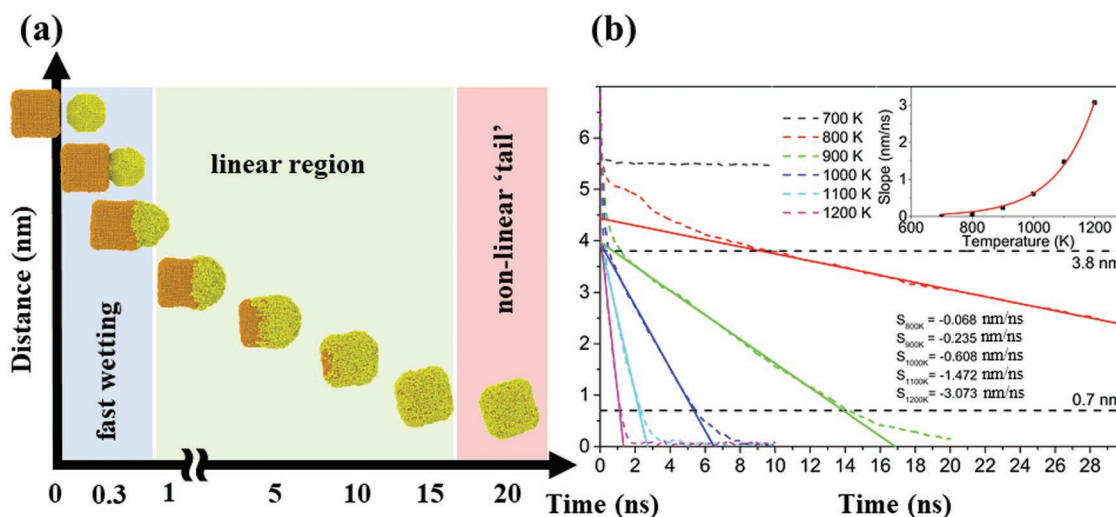 (a)
Distance (nm)
fast wetting
linear region
non-linear ‘tail’
0 0.3 1 5 10 15 20
Time (ns)
(b)
7
6
5
4
3
2
1
0
700 K
800 K
900 K
1000 K
1100 K
1200 K
Slope (nm/ns)
3
2
1
0
600 800 1000 1200
Temperature (K)
3.8 nm
S800K = -0.068 nm/ns
S900K = -0.235 nm/ns
S1000K = -0.608 nm/ns
S1100K = -1.472 nm/ns
S1200K = -3.073 nm/ns
0.7 nm
0 2 4 6 8 10 12 14 16 18 20 22 24 26 28
Time (ns)